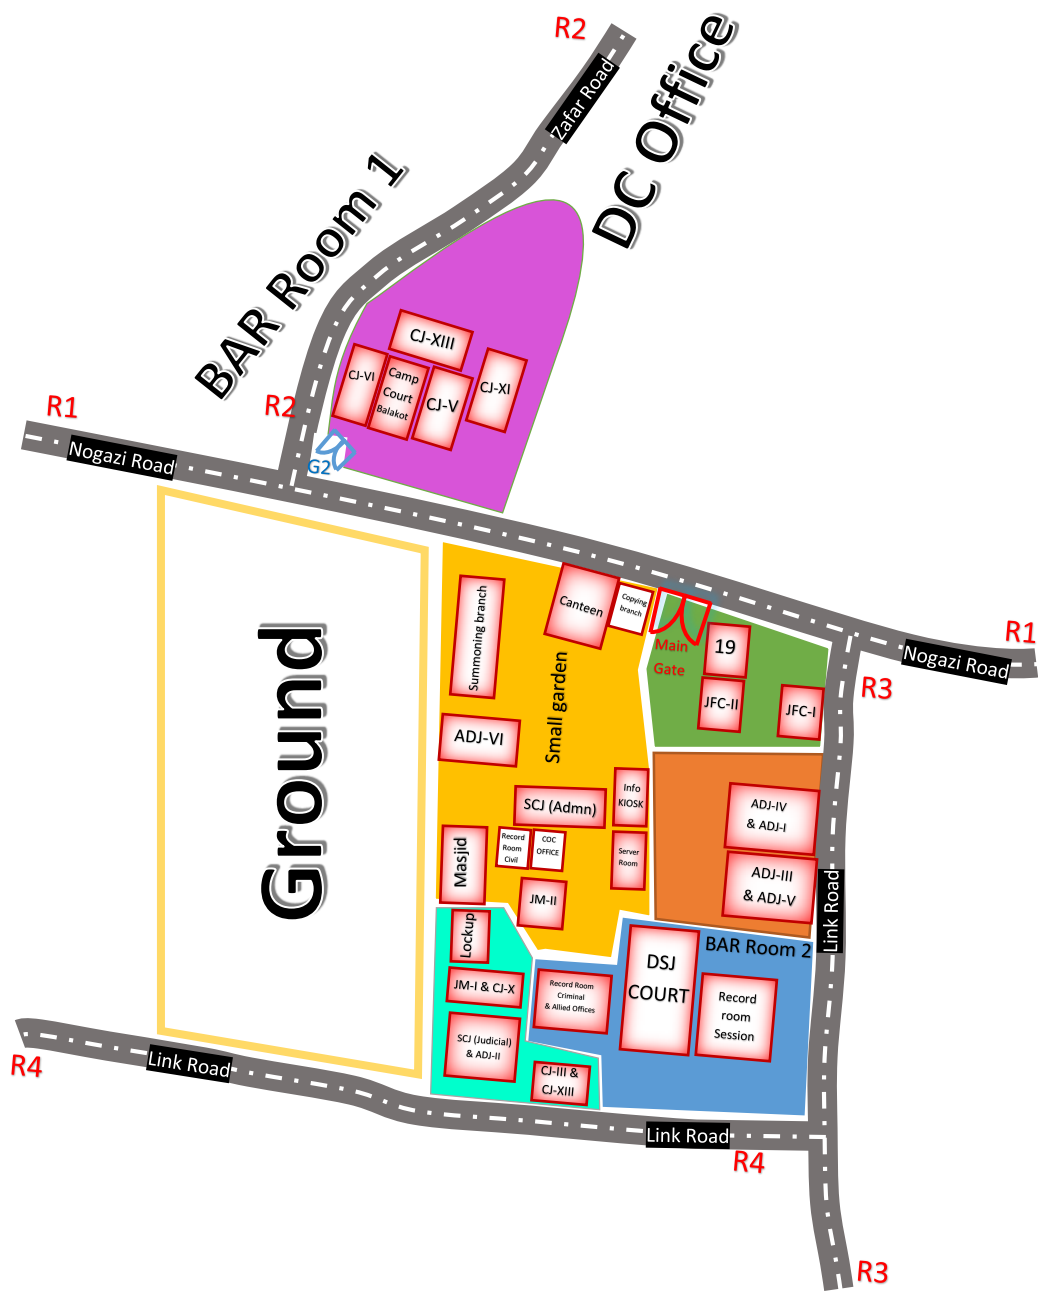 R2
Zafar Road
DC Office
BAR Room 1
CJ-XIII
CJ-VI
Camp
Court
Balakot
CJ-V
CJ-XI
R2
R1
Nogazi Road
G2
Summoning branch
Canteen
Copying
branch
Main
Gate
19
JFC-II
JFC-I
R1
Nogazi Road
R3
Small garden
Ground
ADJ-VI
SCJ (Admn)
Info
KIOSK
ADJ-IV
& ADJ-I
Record
Room
Civil
COC
OFFICE
Server
Room
Masjid
ADJ-III
& ADJ-V
JM-II
Link Road
Lockup
BAR Room 2
DSJ
COURT
JM-I & CJ-X
Record Room
Criminal
& Allied Offices
Record
room
Session
SCJ (Judicial)
& ADJ-II
CJ-III &
CJ-XIII
R4
Link Road
Link Road
R4
R3